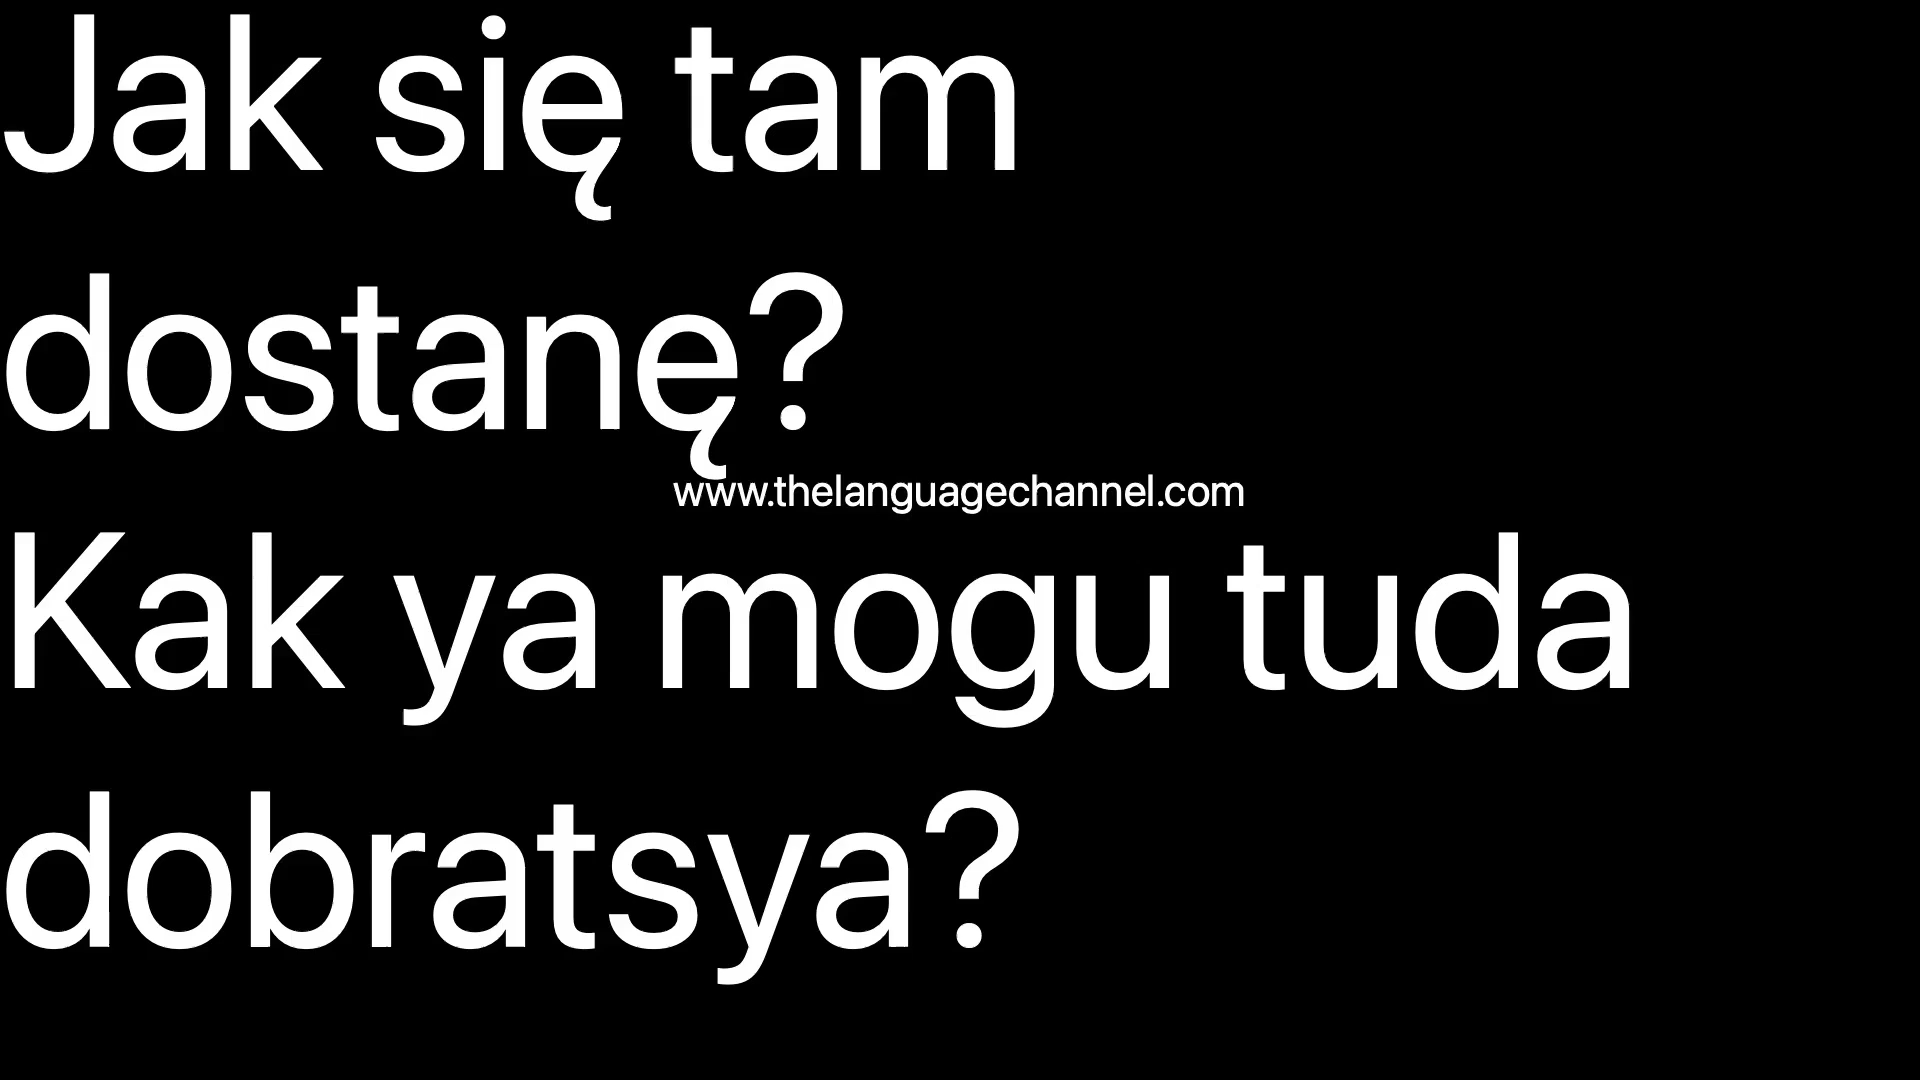 Jak się tam
dostanę?
www.thelanguagechannel.com
Kak ya mogu tuda
dobratsya?